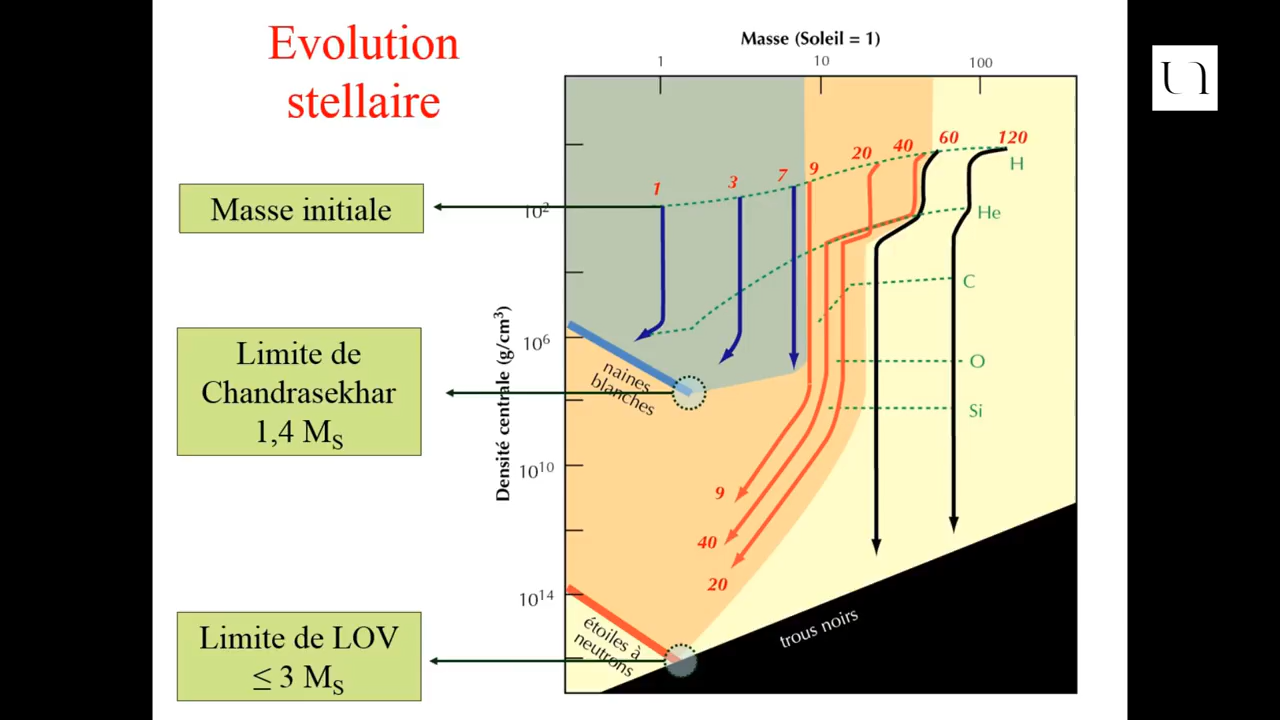 Evolution
stellaire
Masse (Soleil = 1)
1
10
100
1
3
7
9
20
40
60
120
H
He
C
O
Si
Masse initiale
Limite de
Chandrasekhar
1,4 M_S
Limite de LOV
≤ 3 M_S
Densité centrale (g/cm³)
10²
10⁶
10¹⁰
10¹⁴
naines
blanches
9
40
20
étoiles à
neutrons
trous noirs